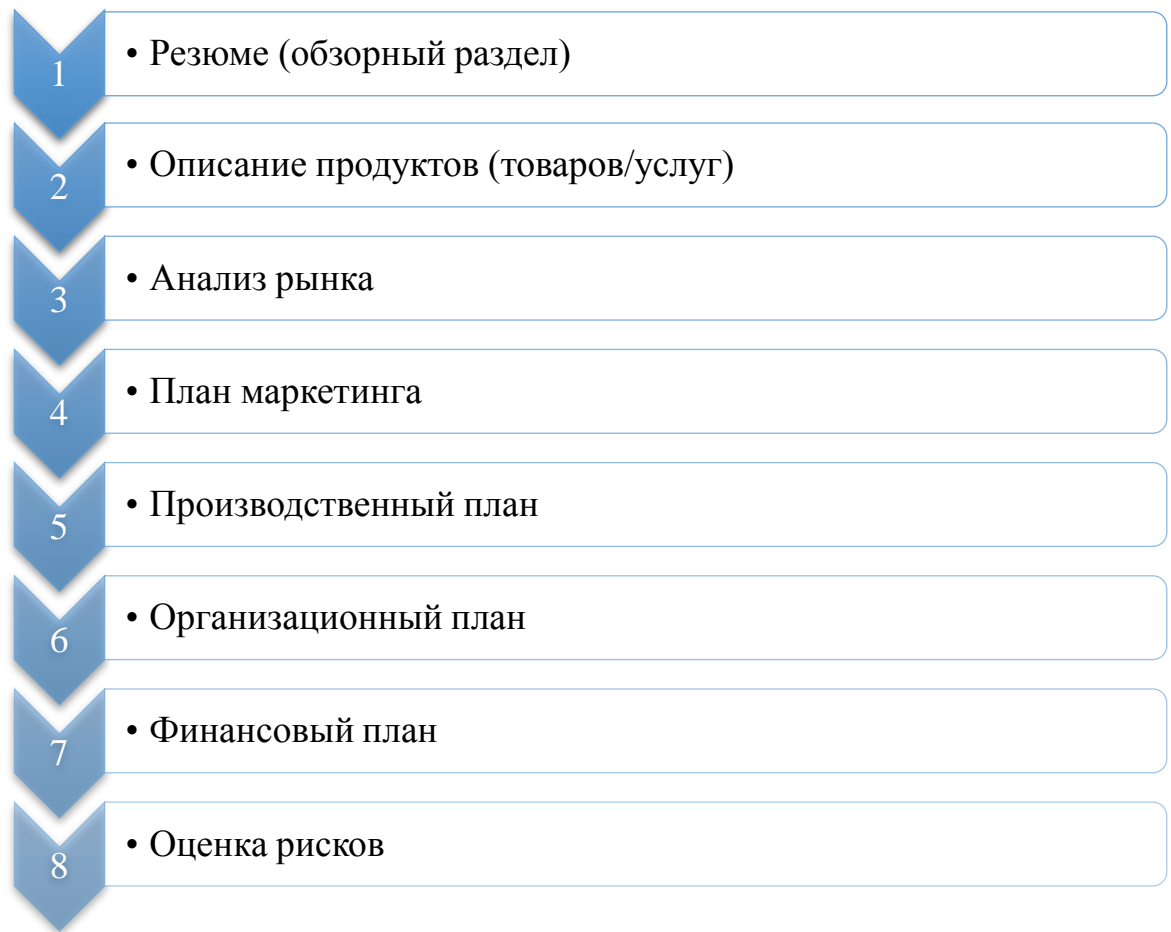 1
• Резюме (обзорный раздел)
2
• Описание продуктов (товаров/услуг)
3
• Анализ рынка
4
• План маркетинга
5
• Производственный план
6
• Организационный план
7
• Финансовый план
8
• Оценка рисков